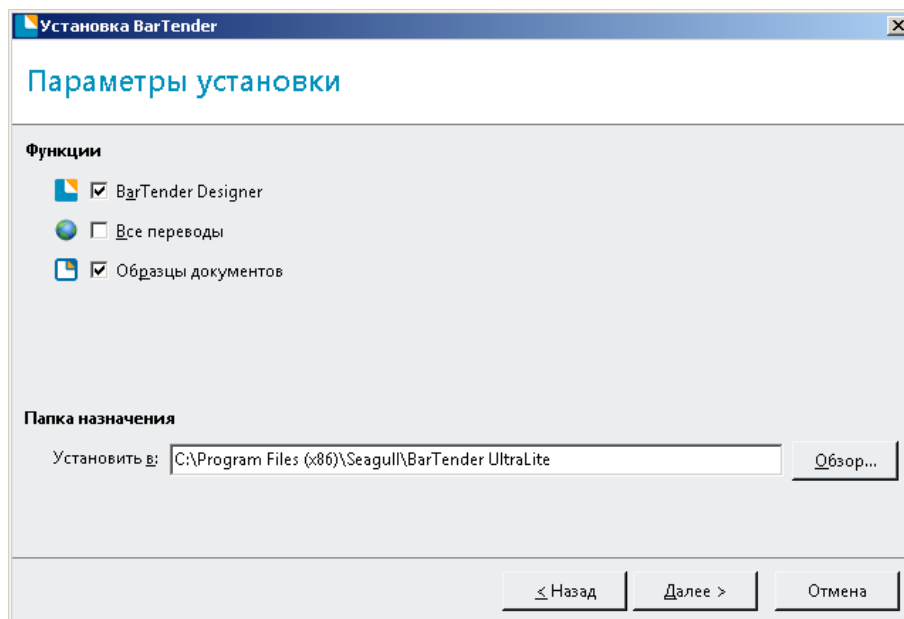 Установка BarTender
Параметры установки
Функции
BarTender Designer
Все переводы
Образцы документов
Папка назначения
Установить в: C:\Program Files (x86)\Seagull\BarTender UltraLite Обзор...
< Назад Далее > Отмена